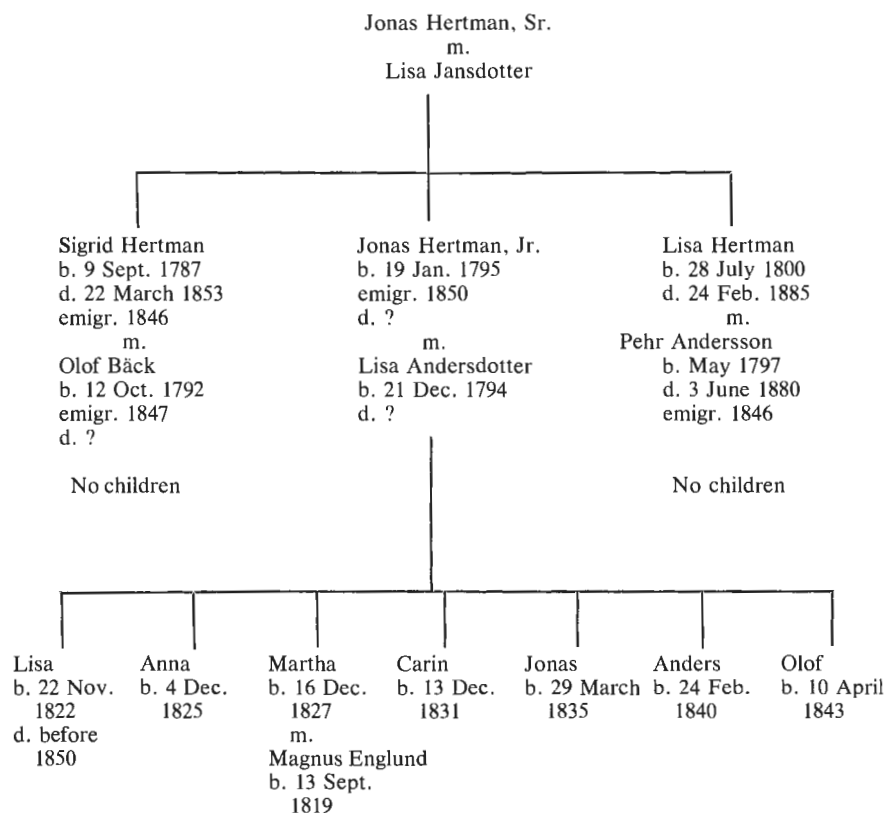 Jonas Hertman, Sr.
m.
Lisa Jansdotter
Sigrid Hertman
b. 9 Sept. 1787
d. 22 March 1853
emigr. 1846
m.
Olof Bäck
b. 12 Oct. 1792
emigr. 1847
d. ?
No children
Jonas Hertman, Jr.
b. 19 Jan. 1795
emigr. 1850
d. ?
m.
Lisa Andersdotter
b. 21 Dec. 1794
d. ?
Lisa Hertman
b. 28 July 1800
d. 24 Feb. 1885
m.
Pehr Andersson
b. May 1797
d. 3 June 1880
emigr. 1846
No children
Lisa
b. 22 Nov.
1822
d. before
1850
Anna
b. 4 Dec.
1825
Martha
b. 16 Dec.
1827
m.
Magnus Englund
b. 13 Sept.
1819
Carin
b. 13 Dec.
1831
Jonas
b. 29 March
1835
Anders
b. 24 Feb.
1840
Olof
b. 10 April
1843